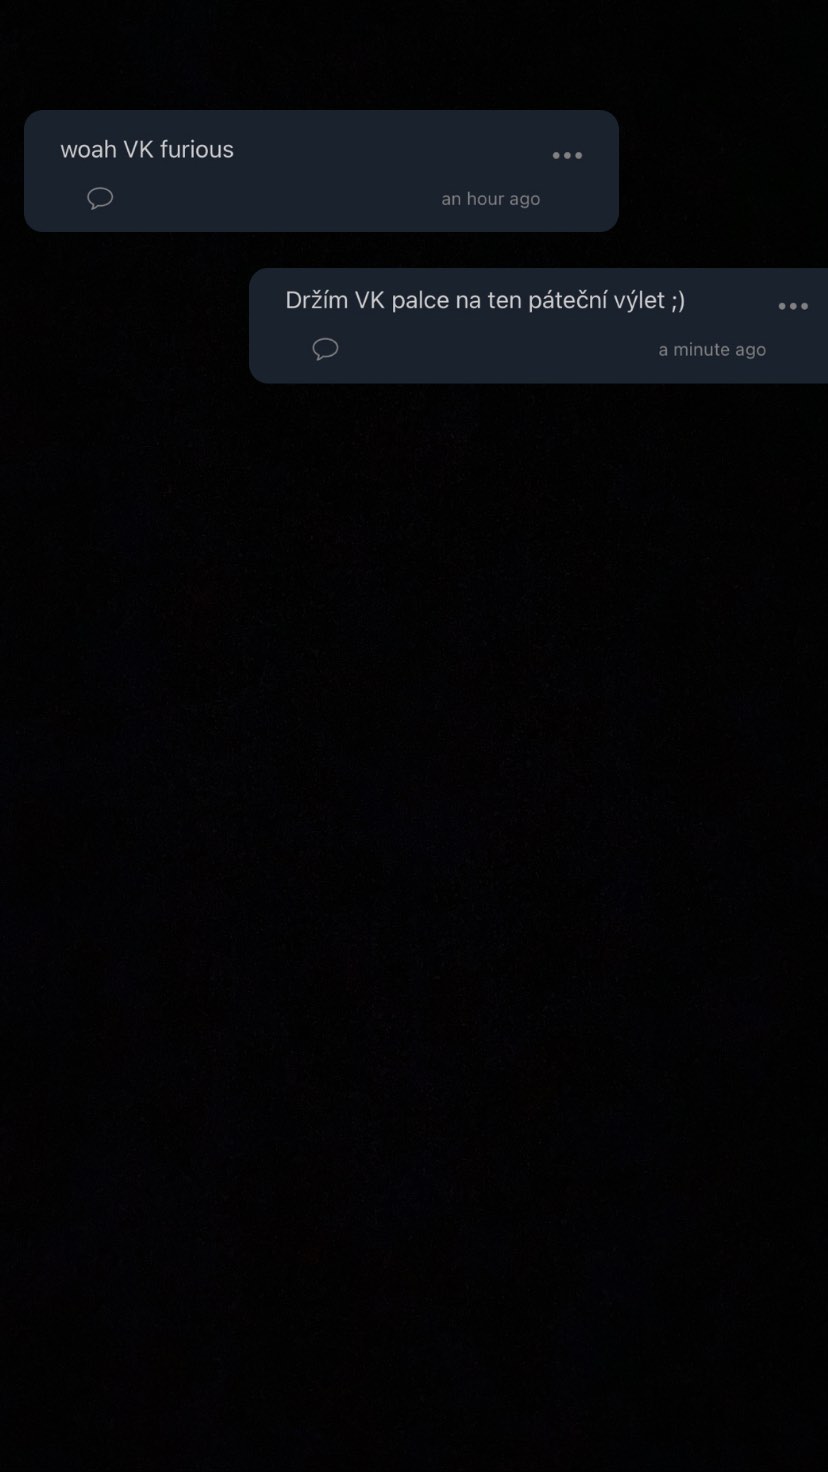 woah VK furious
an hour ago
Držím VK palce na ten páteční výlet ;)
a minute ago